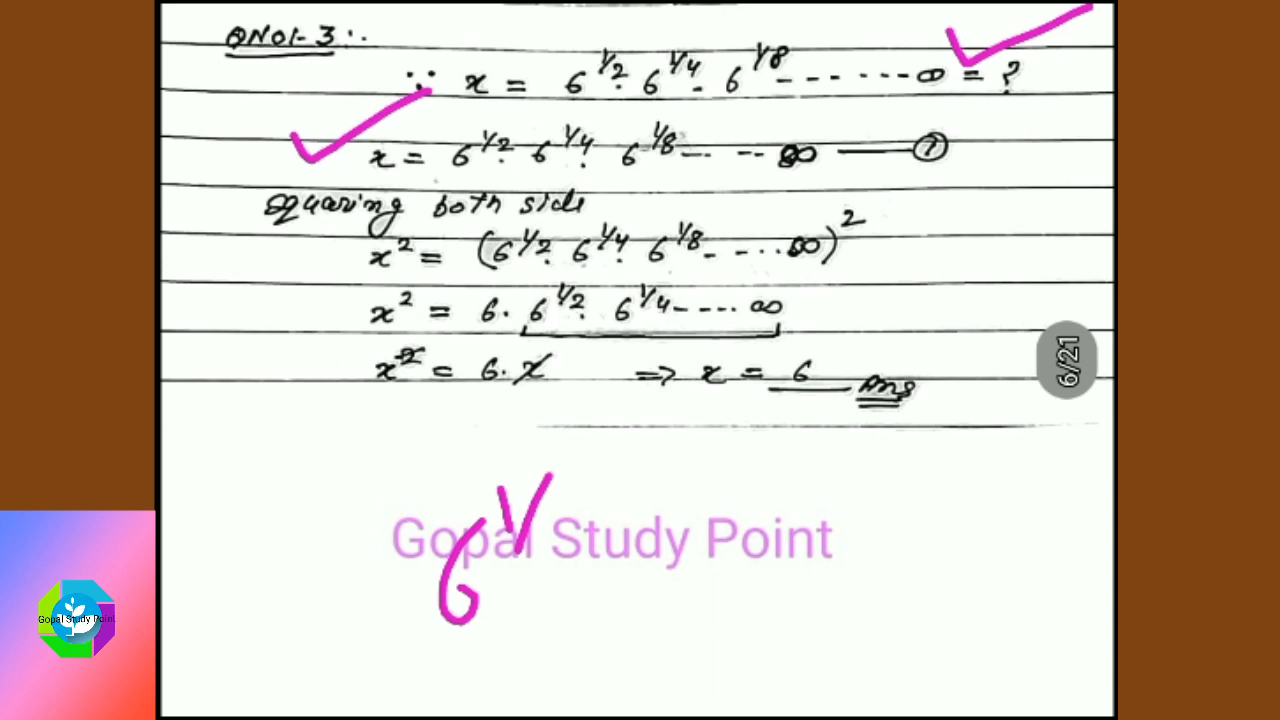 QNO1-3:-
∵ x = 6^1/2. 6^1/4. 6^1/8 - - - - - - - ∞ = ?
x = 6^1/2. 6^1/4. 6^1/8 - - - - ∞ —— ①
Squaring both side
x² = (6^1/2. 6^1/4. 6^1/8 - - - - - ∞)²
x² = 6. 6^1/2. 6^1/4 - - - - - ∞
x² = 6.x => x = 6 Ans
6/21
6
Gopal Study Point
Gopal Study Point